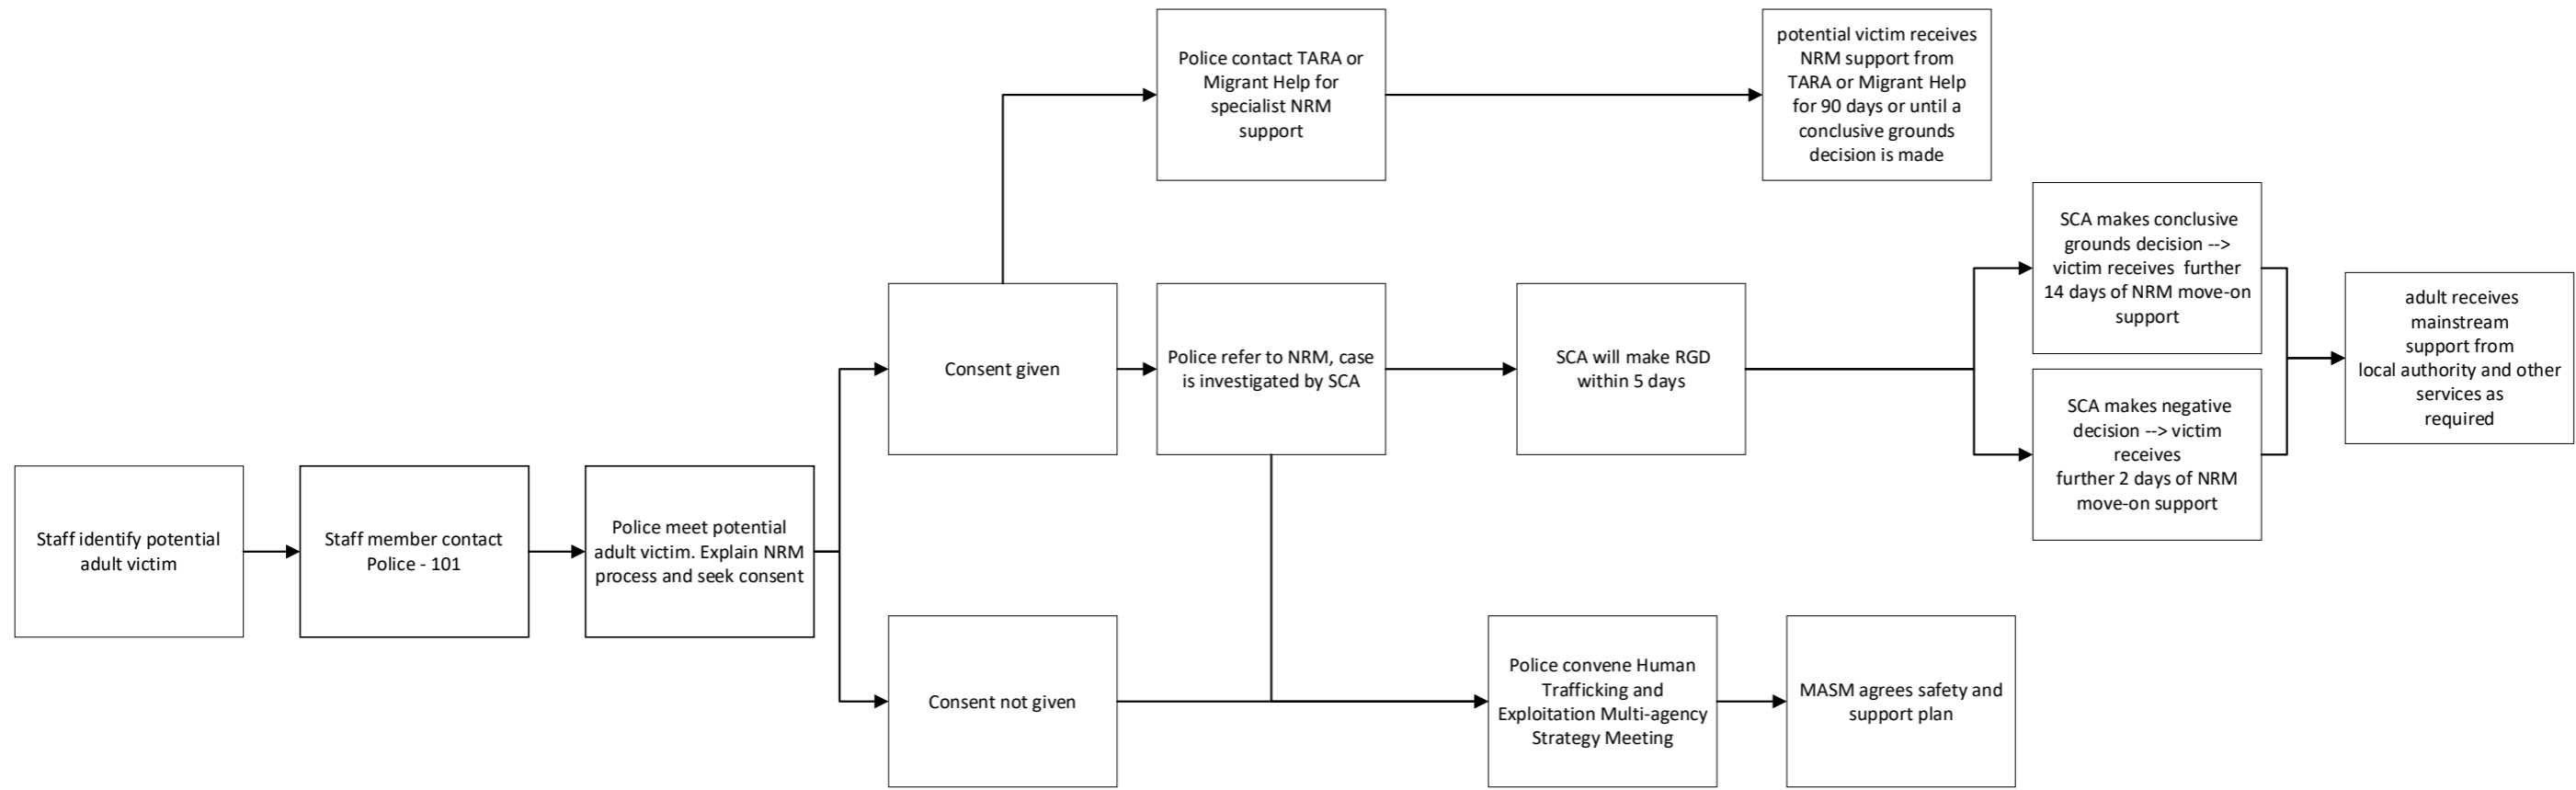 Police contact TARA or
Migrant Help for
specialist NRM
support
potential victim receives
NRM support from
TARA or Migrant Help
for 90 days or until a
conclusive grounds
decision is made
SCA makes conclusive
grounds decision -->
victim receives further
14 days of NRM move-on
support
Consent given
Police refer to NRM, case
is investigated by SCA
SCA will make RGD
within 5 days
adult receives
mainstream
support from
local authority and other
services as
required
SCA makes negative
decision --> victim
receives
further 2 days of NRM
move-on support
Staff identify potential
adult victim
Staff member contact
Police - 101
Police meet potential
adult victim. Explain NRM
process and seek consent
Consent not given
Police convene Human
Trafficking and
Exploitation Multi-agency
Strategy Meeting
MASM agrees safety and
support plan